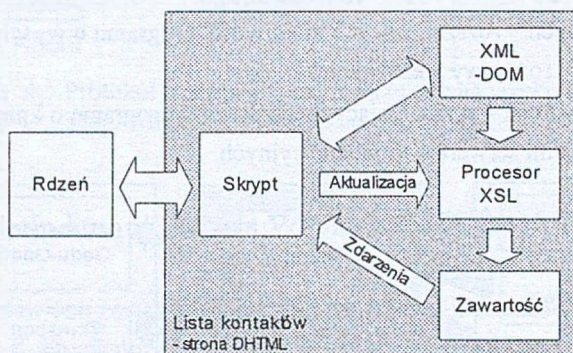 XML
-DOM
Rdzeń
Skrypt
Aktualizacja
Procesor
XSL
Zdarzenia
Zawartość
Lista kontaktów
- strona DHTML